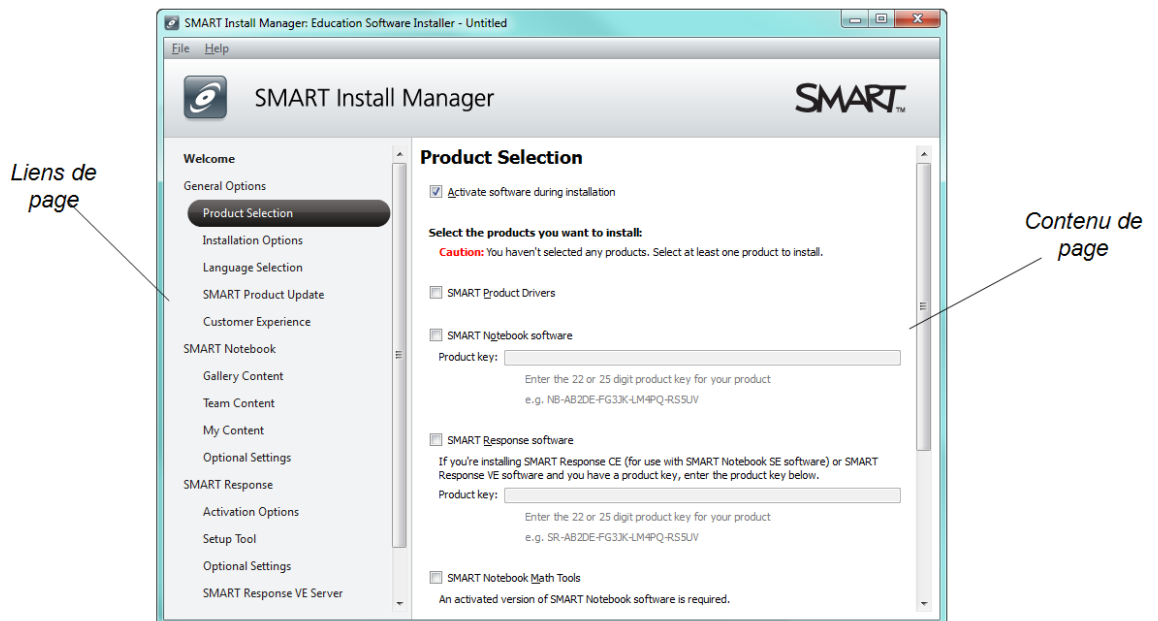 SMART Install Manager: Education Software Installer - Untitled
File Help
SMART Install Manager
SMART™
Liens de
page
Welcome
General Options
Product Selection
Installation Options
Language Selection
SMART Product Update
Customer Experience
SMART Notebook
Gallery Content
Team Content
My Content
Optional Settings
SMART Response
Activation Options
Setup Tool
Optional Settings
SMART Response VE Server
Product Selection
Activate software during installation
Select the products you want to install:
Caution: You haven't selected any products. Select at least one product to install.
SMART Product Drivers
SMART Notebook software
Product key:
Enter the 22 or 25 digit product key for your product
e.g. NB-AB2DE-FG3JK-LM4PQ-RS5UV
SMART Response software
If you're installing SMART Response CE (for use with SMART Notebook SE software) or SMART
Response VE software and you have a product key, enter the product key below.
Product key:
Enter the 22 or 25 digit product key for your product
e.g. SR-AB2DE-FG3JK-LM4PQ-RS5UV
SMART Notebook Math Tools
An activated version of SMART Notebook software is required.
Contenu de
page